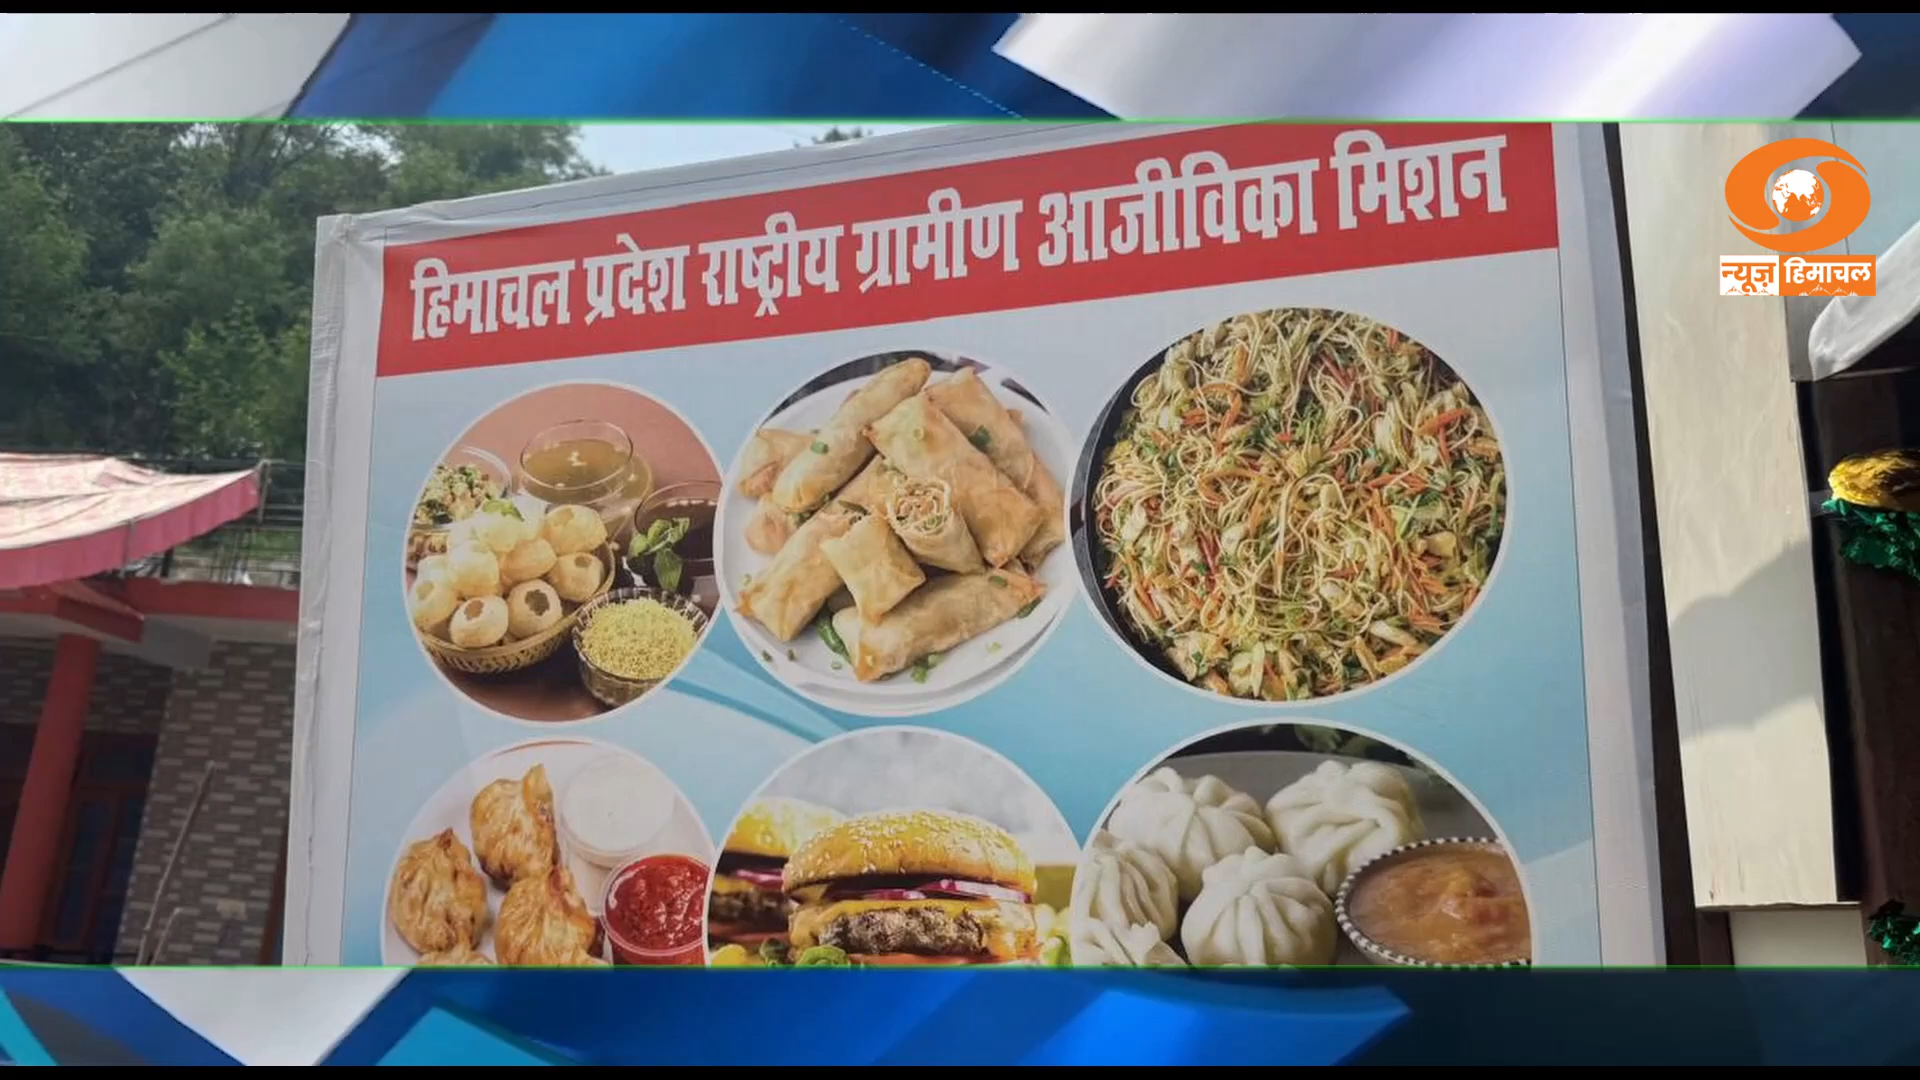 हिमाचल प्रदेश राष्ट्रीय ग्रामीण आजीविका मिशन
न्यूज़ हिमाचल